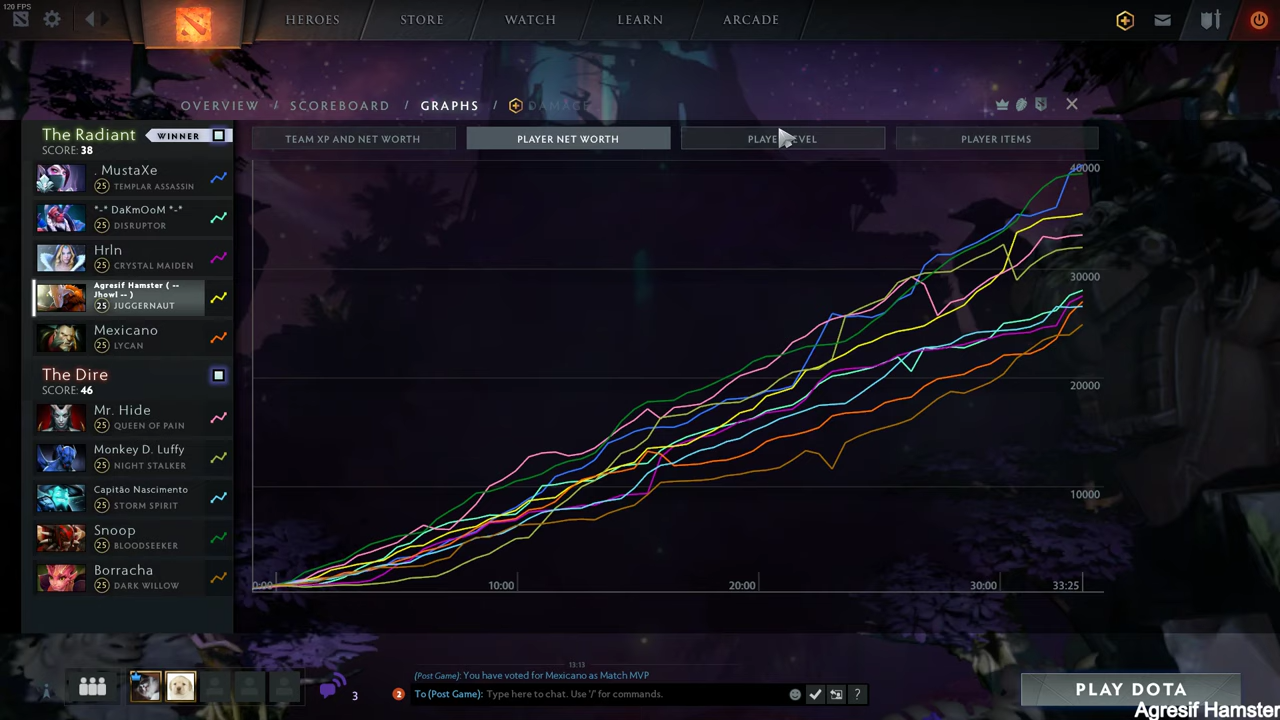 120 FPS
HEROES
STORE
WATCH
LEARN
ARCADE
OVERVIEW / SCOREBOARD / GRAPHS / DAMAGE
The Radiant WINNER
SCORE: 38
. MustaXe
25 TEMPLAR ASSASSIN
*-* DaKmOoM *-*
25 DISRUPTOR
Hrln
25 CRYSTAL MAIDEN
Agresif Hamster ( --
Jhowl -- )
25 JUGGERNAUT
Mexicano
25 LYCAN
The Dire
SCORE: 46
Mr. Hide
25 QUEEN OF PAIN
Monkey D. Luffy
25 NIGHT STALKER
Capitão Nascimento
25 STORM SPIRIT
Snoop
25 BLOODSEEKER
Borracha
25 DARK WILLOW
TEAM XP AND NET WORTH
PLAYER NET WORTH
PLAYER LEVEL
PLAYER ITEMS
40000
30000
20000
10000
0:00
10:00
20:00
30:00
33:25
3
13:13
(Post Game): You have voted for Mexicano as Match MVP
2 To (Post Game): Type here to chat. Use '/' for commands.
?
PLAY DOTA
Agresif Hamster